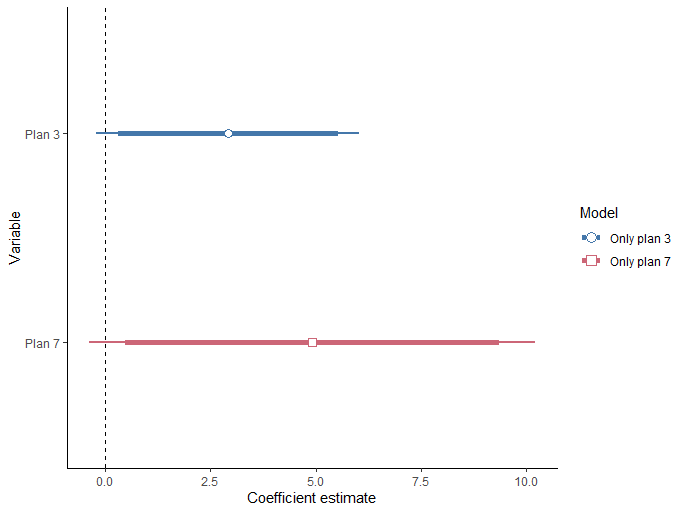 Plan 3
Plan 7
Variable
0.0
2.5
5.0
7.5
10.0
Coefficient estimate
Model
Only plan 3
Only plan 7